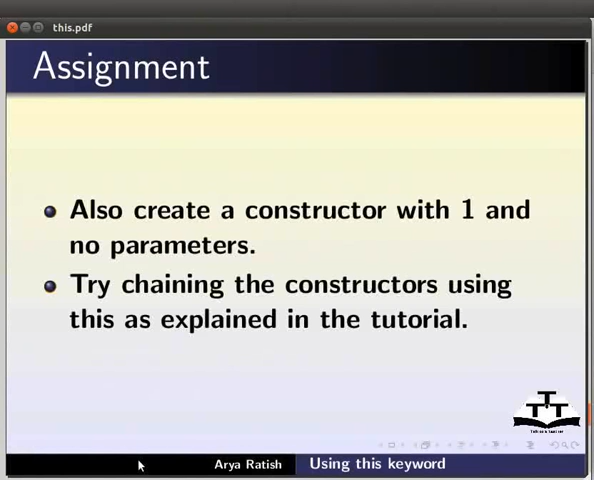 this.pdf
Assignment
Also create a constructor with 1 and
no parameters.
Try chaining the constructors using
this as explained in the tutorial.
Arya Ratish
Using this keyword